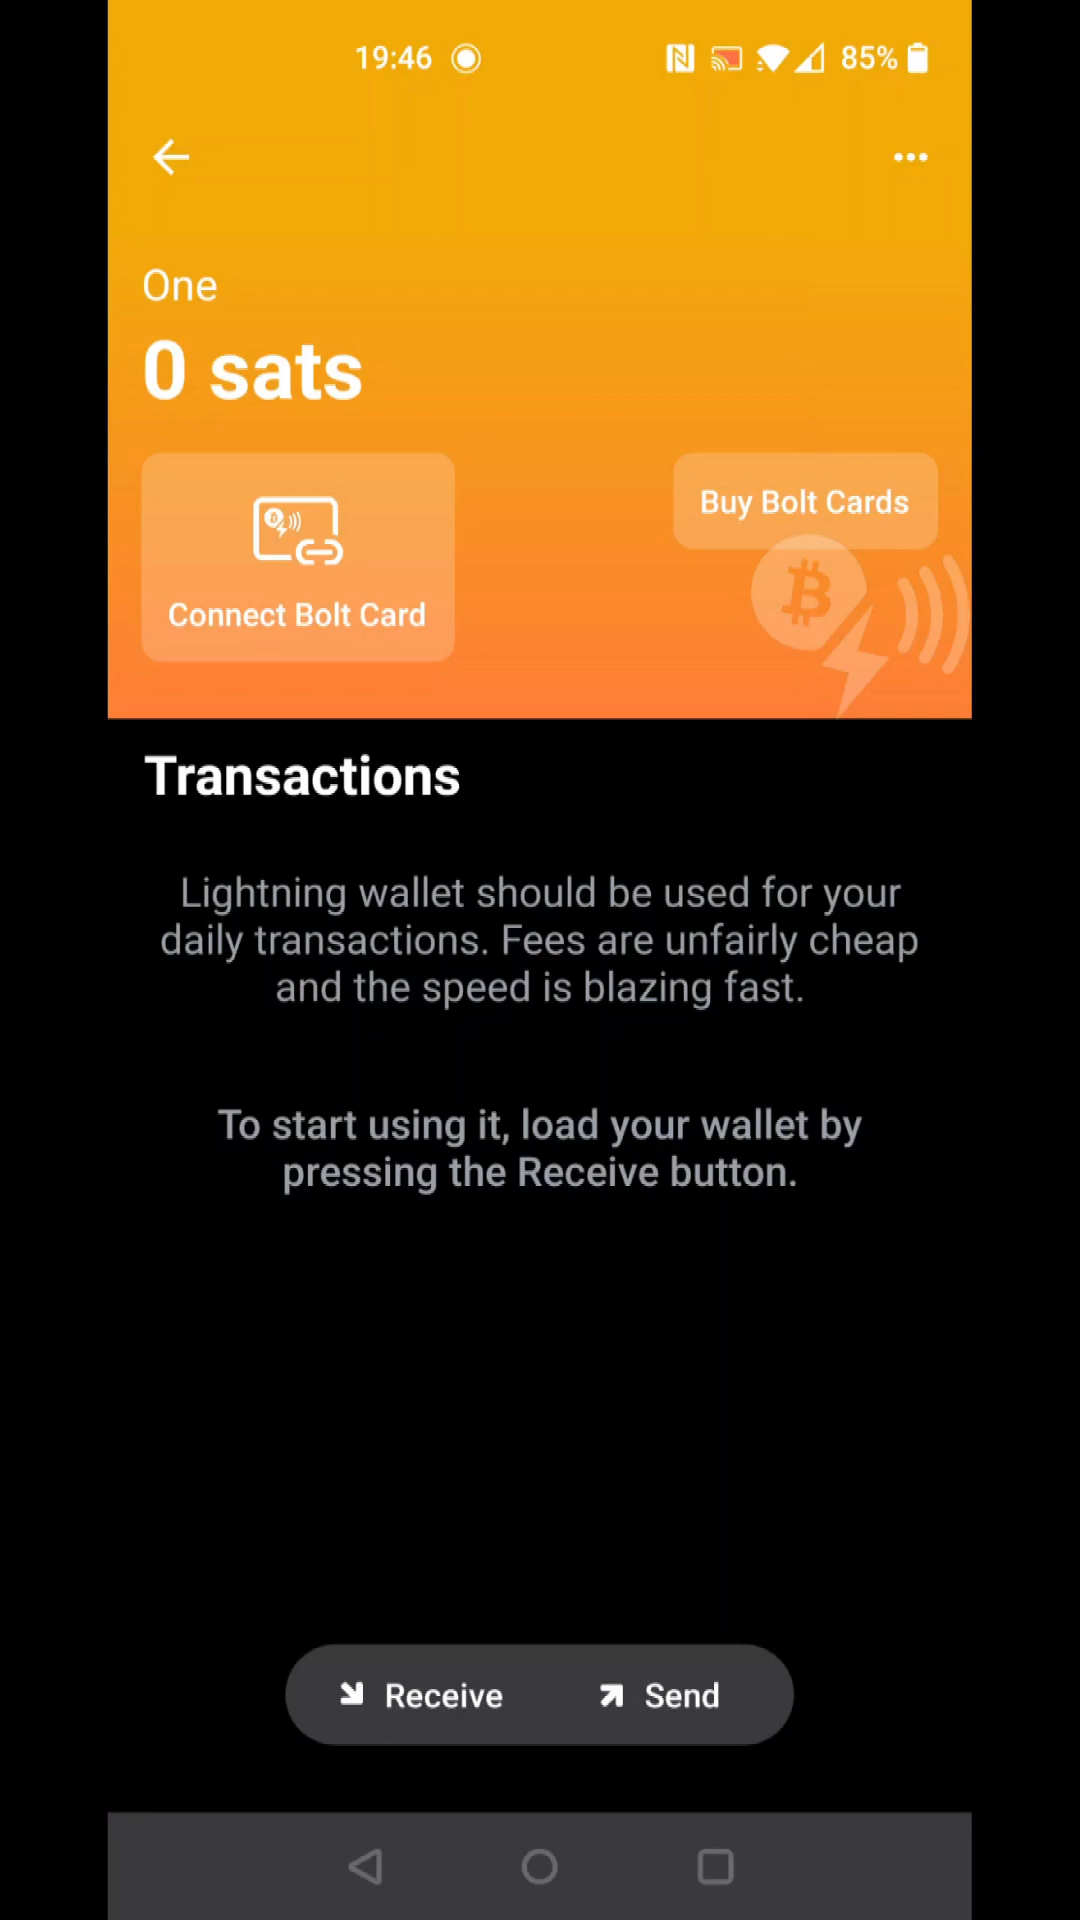 19:46
85%
One
0 sats
Buy Bolt Cards
Connect Bolt Card
Transactions
Lightning wallet should be used for your
daily transactions. Fees are unfairly cheap
and the speed is blazing fast.
To start using it, load your wallet by
pressing the Receive button.
Receive
Send